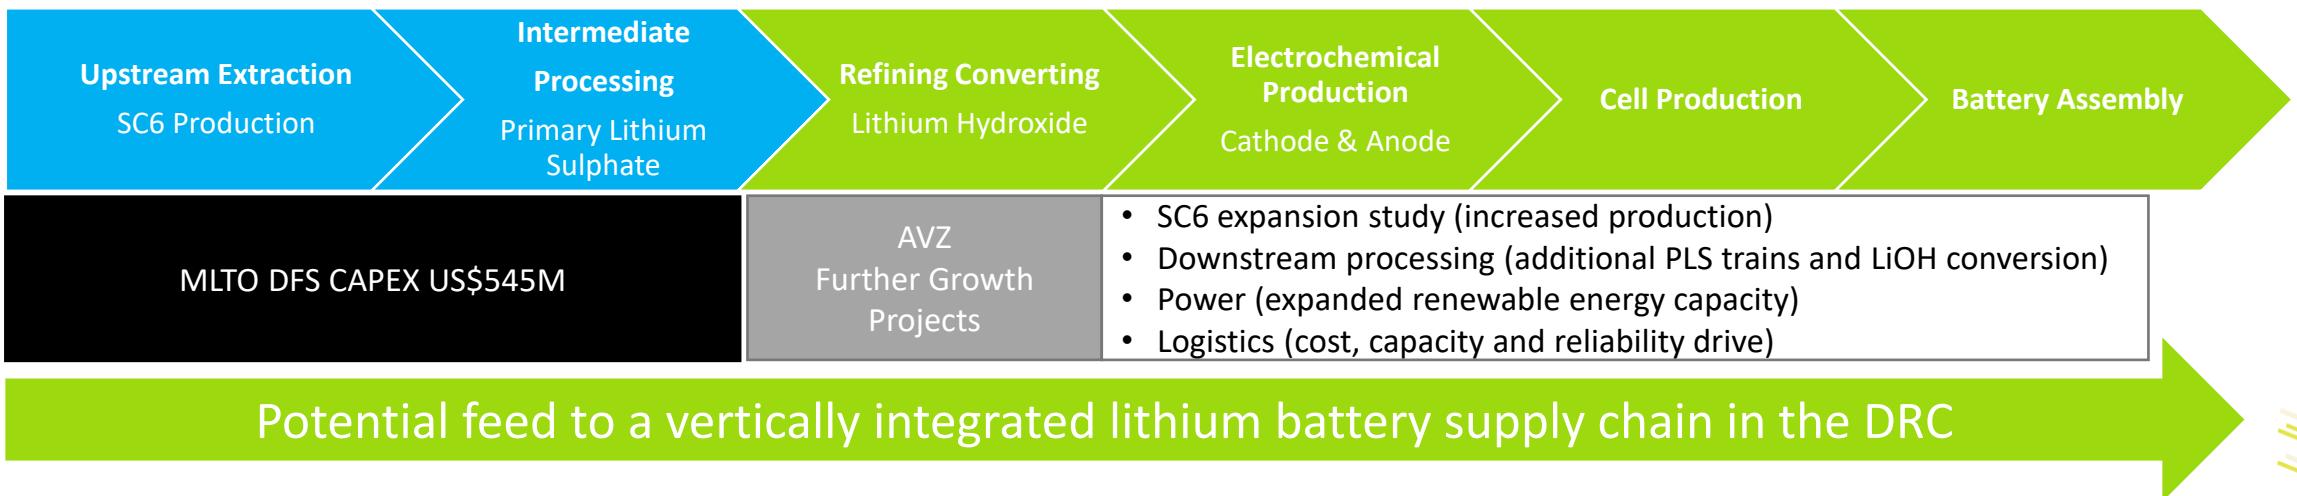 Upstream Extraction
SC6 Production
Intermediate
Processing
Primary Lithium
Sulphate
Refining Converting
Lithium Hydroxide
Electrochemical
Production
Cathode & Anode
Cell Production
Battery Assembly
MLTO DFS CAPEX US$545M
AVZ
Further Growth
Projects
• SC6 expansion study (increased production)
• Downstream processing (additional PLS trains and LiOH conversion)
• Power (expanded renewable energy capacity)
• Logistics (cost, capacity and reliability drive)
Potential feed to a vertically integrated lithium battery supply chain in the DRC